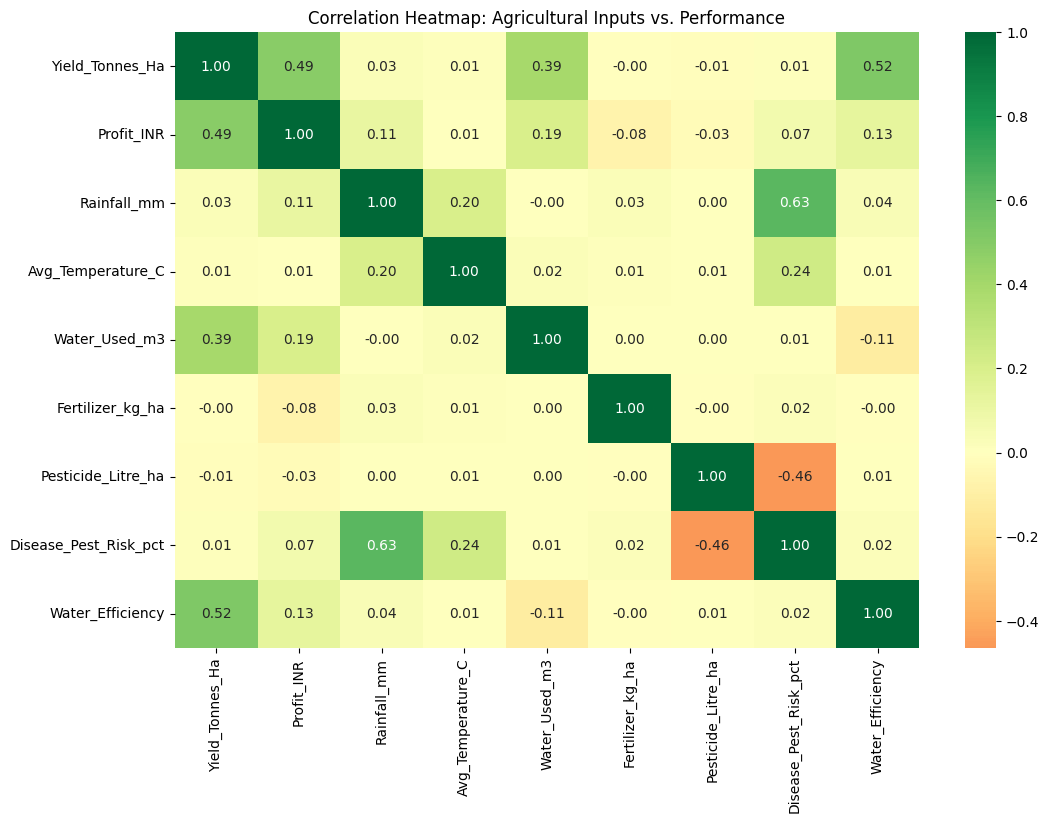 Correlation Heatmap: Agricultural Inputs vs. Performance
Yield_Tonnes_Ha 1.00 0.49 0.03 0.01 0.39 -0.00 -0.01 0.01 0.52
Profit_INR 0.49 1.00 0.11 0.01 0.19 -0.08 -0.03 0.07 0.13
Rainfall_mm 0.03 0.11 1.00 0.20 -0.00 0.03 0.00 0.63 0.04
Avg_Temperature_C 0.01 0.01 0.20 1.00 0.02 0.01 0.01 0.24 0.01
Water_Used_m3 0.39 0.19 -0.00 0.02 1.00 0.00 0.00 0.01 -0.11
Fertilizer_kg_ha -0.00 -0.08 0.03 0.01 0.00 1.00 -0.00 0.02 -0.00
Pesticide_Litre_ha -0.01 -0.03 0.00 0.01 0.00 -0.00 1.00 -0.46 0.01
Disease_Pest_Risk_pct 0.01 0.07 0.63 0.24 0.01 0.02 -0.46 1.00 0.02
Water_Efficiency 0.52 0.13 0.04 0.01 -0.11 -0.00 0.01 0.02 1.00
Yield_Tonnes_Ha
Profit_INR
Rainfall_mm
Avg_Temperature_C
Water_Used_m3
Fertilizer_kg_ha
Pesticide_Litre_ha
Disease_Pest_Risk_pct
Water_Efficiency
1.0
0.8
0.6
0.4
0.2
0.0
−0.2
−0.4